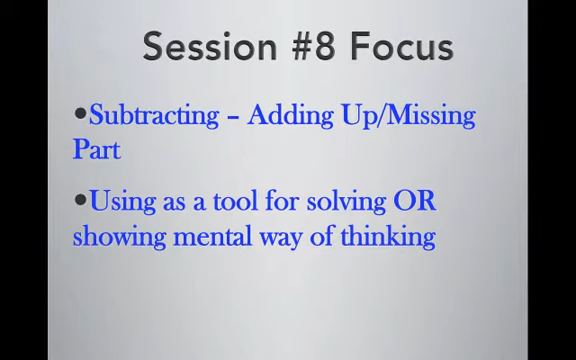 Session #8 Focus
•Subtracting – Adding Up/Missing
Part
•Using as a tool for solving OR
showing mental way of thinking